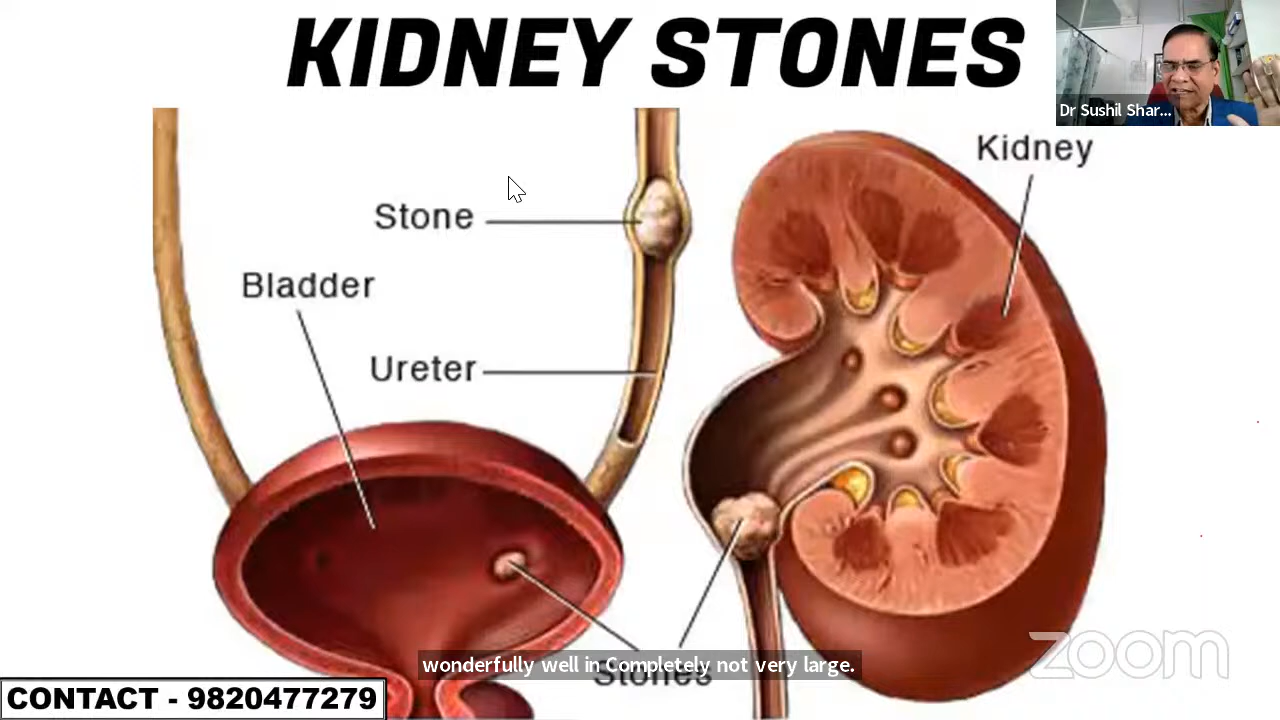 KIDNEY STONES
Dr Sushil Shar...
Kidney
Stone
Bladder
Ureter
wonderfully well in Completely not very large.
Stones
CONTACT - 9820477279
zoom